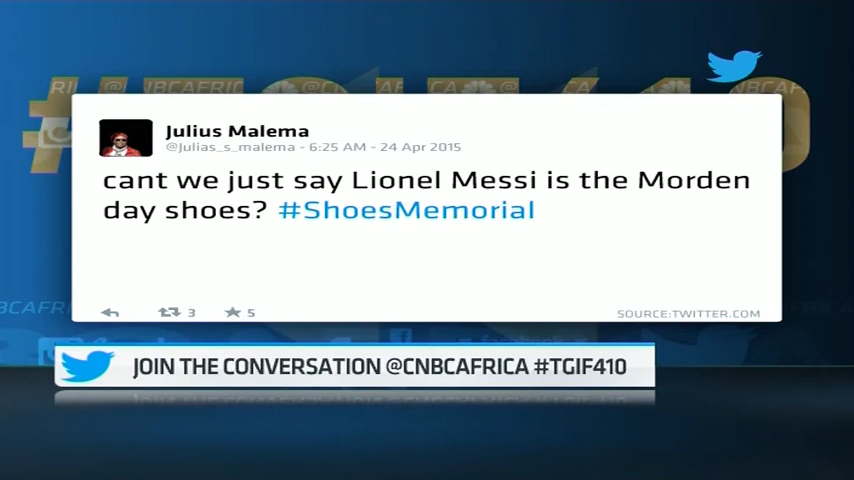 Julius Malema
@Julias_s_malema - 6:25 AM - 24 Apr 2015
cant we just say Lionel Messi is the Morden
day shoes? #ShoesMemorial
3 5
SOURCE:TWITTER.COM
JOIN THE CONVERSATION @CNBCAFRICA #TGIF410